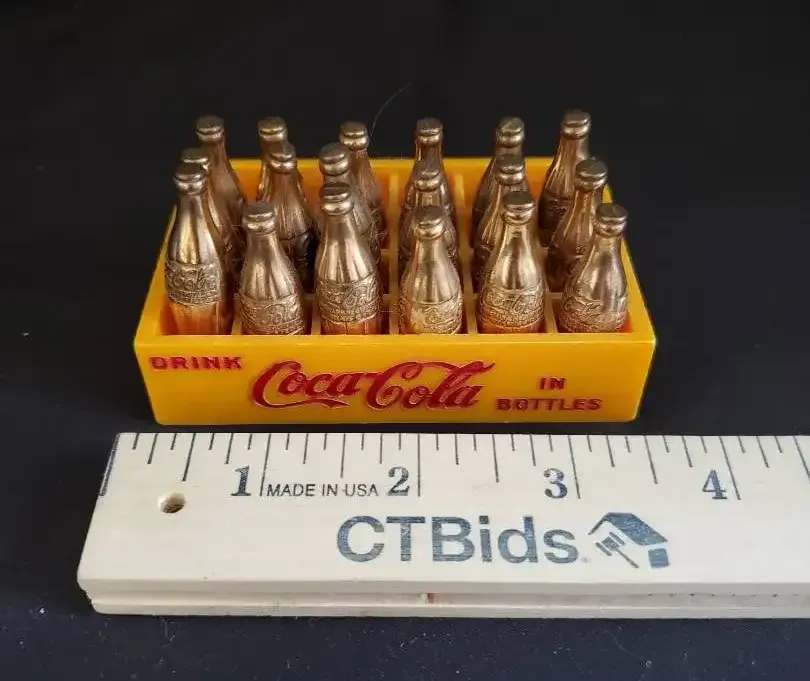 DRINK Coca-Cola IN
BOTTLES
1 MADE IN USA 2 3 4
CTBids